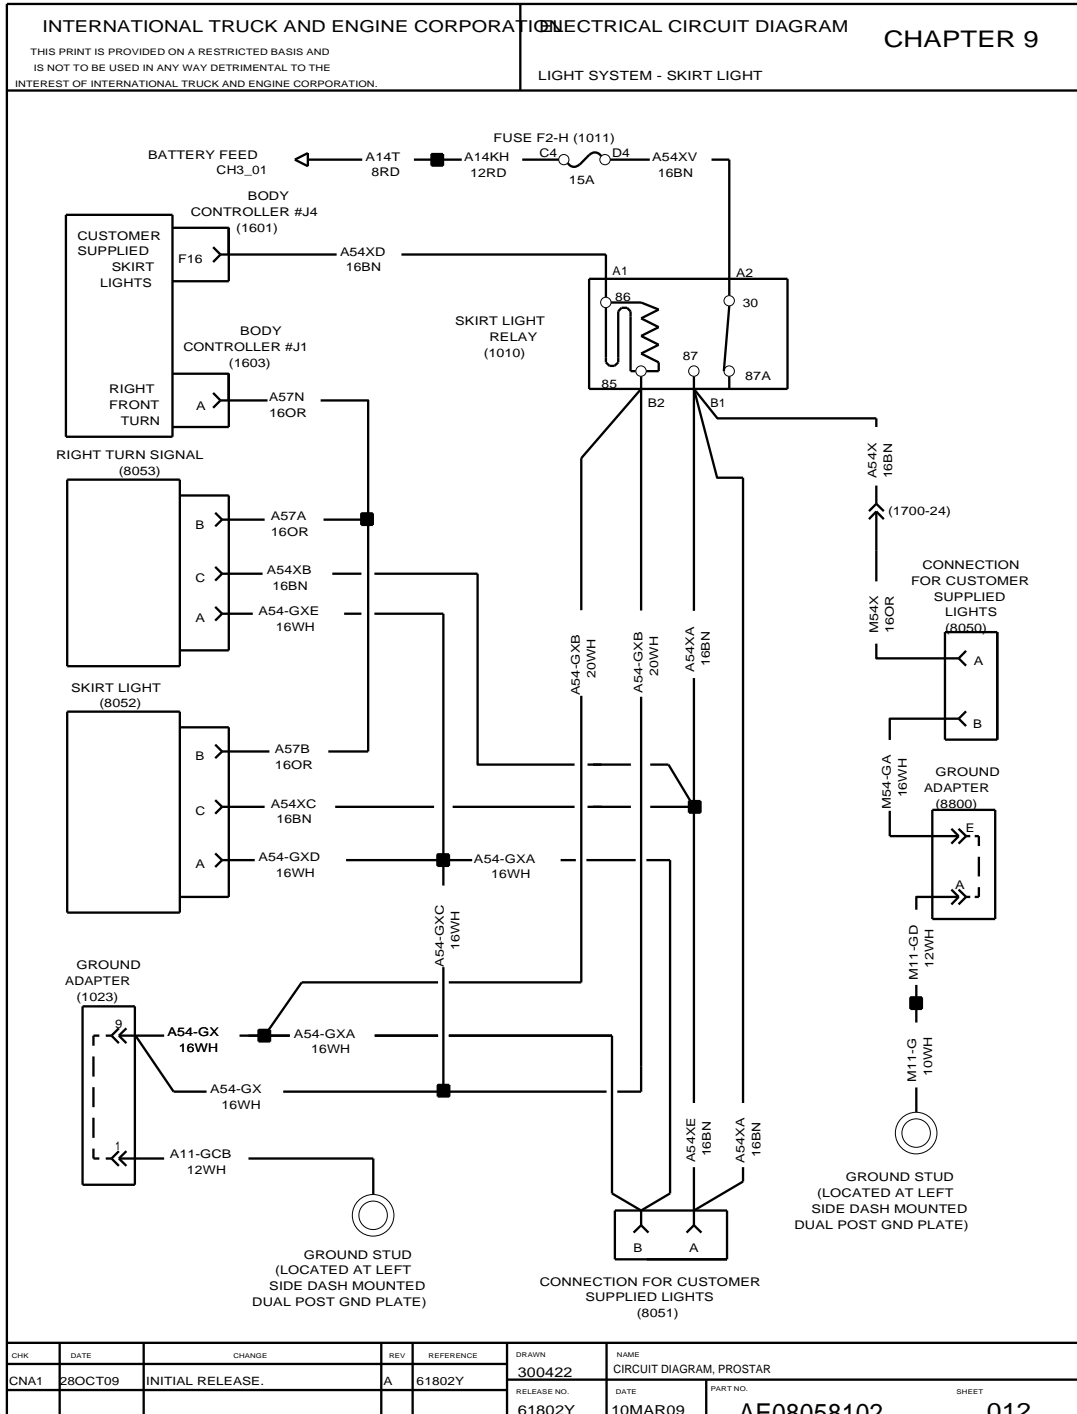 INTERNATIONAL TRUCK AND ENGINE CORPORATION
THIS PRINT IS PROVIDED ON A RESTRICTED BASIS AND
IS NOT TO BE USED IN ANY WAY DETRIMENTAL TO THE
INTEREST OF INTERNATIONAL TRUCK AND ENGINE CORPORATION.
ELECTRICAL CIRCUIT DIAGRAM
LIGHT SYSTEM - SKIRT LIGHT
CHAPTER 9
BATTERY FEED
CH3_01
A14T
8RD
A14KH
12RD
FUSE F2-H (1011)
C4
D4
15A
A54XV
16BN
BODY
CONTROLLER #J4
(1601)
CUSTOMER
SUPPLIED
SKIRT
LIGHTS
F16
A54XD
16BN
A1
A2
86
30
SKIRT LIGHT
RELAY
(1010)
87
87A
85
B2
B1
BODY
CONTROLLER #J1
(1603)
RIGHT
FRONT
TURN
A
A57N
16OR
RIGHT TURN SIGNAL
(8053)
B
A57A
16OR
C
A54XB
16BN
A
A54-GXE
16WH
SKIRT LIGHT
(8052)
B
A57B
16OR
C
A54XC
16BN
A
A54-GXD
16WH
A54-GXA
16WH
A54-GXC
16WH
A54-GXB
20WH
A54-GXB
20WH
A54XA
16BN
A54X
16BN
(1700-24)
M54X
16OR
CONNECTION
FOR CUSTOMER
SUPPLIED
LIGHTS
(8050)
A
B
M54-GA
16WH
GROUND
ADAPTER
(8800)
E
A
M11-GD
12WH
M11-G
10WH
GROUND STUD
(LOCATED AT LEFT
SIDE DASH MOUNTED
DUAL POST GND PLATE)
GROUND
ADAPTER
(1023)
9
A54-GX
16WH
A54-GXA
16WH
A54-GX
16WH
1
A11-GCB
12WH
GROUND STUD
(LOCATED AT LEFT
SIDE DASH MOUNTED
DUAL POST GND PLATE)
A54XE
16BN
A54XA
16BN
B
A
CONNECTION FOR CUSTOMER
SUPPLIED LIGHTS
(8051)
CHK
DATE
CHANGE
REV
REFERENCE
CNA1
28OCT09
INITIAL RELEASE.
A
61802Y
DRAWN
300422
NAME
CIRCUIT DIAGRAM, PROSTAR
RELEASE NO.
61802Y
DATE
10MAR09
PART NO.
AE08058102
SHEET
012